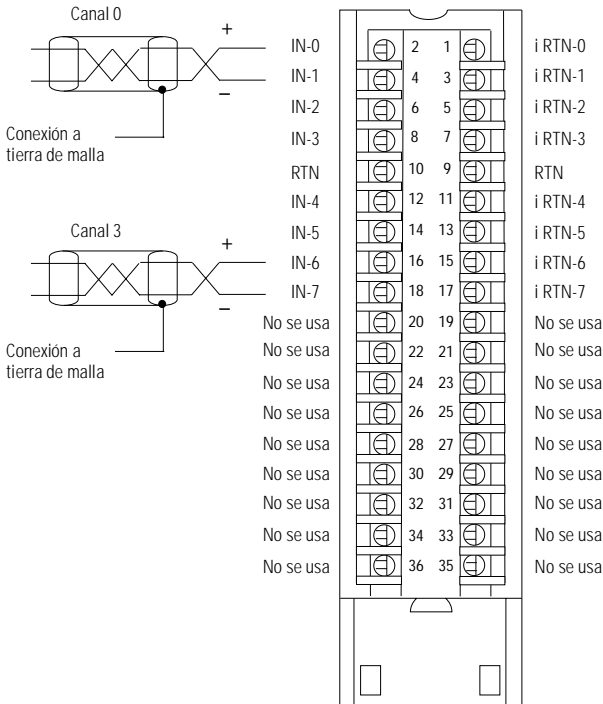 Canal 0
+
–
Conexión a
tierra de malla
Canal 3
+
–
Conexión a
tierra de malla
IN-0 2 1 i RTN-0
IN-1 4 3 i RTN-1
IN-2 6 5 i RTN-2
IN-3 8 7 i RTN-3
RTN 10 9 RTN
IN-4 12 11 i RTN-4
IN-5 14 13 i RTN-5
IN-6 16 15 i RTN-6
IN-7 18 17 i RTN-7
No se usa 20 19 No se usa
No se usa 22 21 No se usa
No se usa 24 23 No se usa
No se usa 26 25 No se usa
No se usa 28 27 No se usa
No se usa 30 29 No se usa
No se usa 32 31 No se usa
No se usa 34 33 No se usa
No se usa 36 35 No se usa